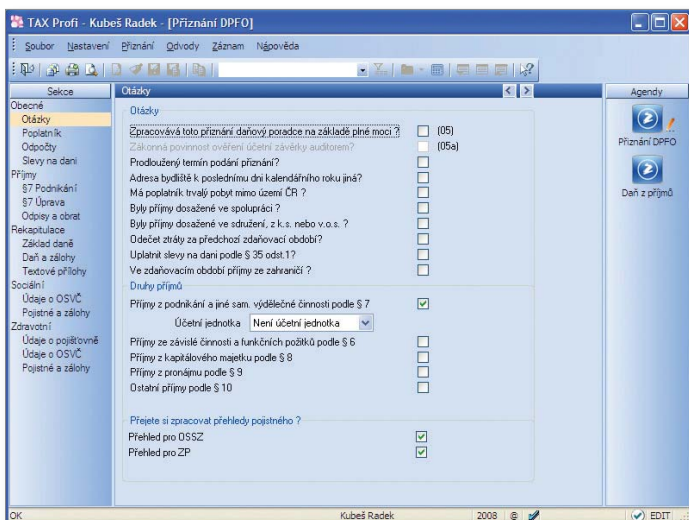 TAX Profi - Kubeš Radek - [Přiznání DPFO]
Soubor Nastavení Přiznání Odvody Záznam Nápověda
Sekce
Obecné
Otázky
Poplatník
Odpočty
Slevy na dani
Příjmy
§7 Podnikání
§7 Úprava
Odpisy a obrat
Rekapitulace
Základ daně
Daň a zálohy
Textové přílohy
Sociální
Údaje o OSVČ
Pojistné a zálohy
Zdravotní
Údaje o pojišťovně
Údaje o OSVČ
Pojistné a zálohy
Otázky
Otázky
Zpracovává toto přiznání daňový poradce na základě plné moci ? (05)
Zákonná povinnost ověření účetní závěrky auditorem? (05a)
Prodloužený termín podání přiznání?
Adresa bydliště k poslednímu dni kalendářního roku jiná?
Má poplatník trvalý pobyt mimo území ČR ?
Byly příjmy dosažené ve spolupráci ?
Byly příjmy dosažené ve sdružení, z k.s. nebo v.o.s. ?
Odečet ztráty za předchozí zdaňovací období?
Uplatnit slevy na dani podle § 35 odst.1?
Ve zdaňovacím období příjmy ze zahraničí ?
Druhy příjmů
Příjmy z podnikání a jiné sam. výdělečné činnosti podle § 7
Účetní jednotka Není účetní jednotka
Příjmy ze závislé činnosti a funkčních požitků podle § 6
Příjmy z kapitálového majetku podle § 8
Příjmy z pronájmu podle § 9
Ostatní příjmy podle § 10
Přejete si zpracovat přehledy pojistného ?
Přehled pro OSSZ
Přehled pro ZP
Agendy
Přiznání DPFO
Daň z příjmů
OK Kubeš Radek 2008 @ EDIT